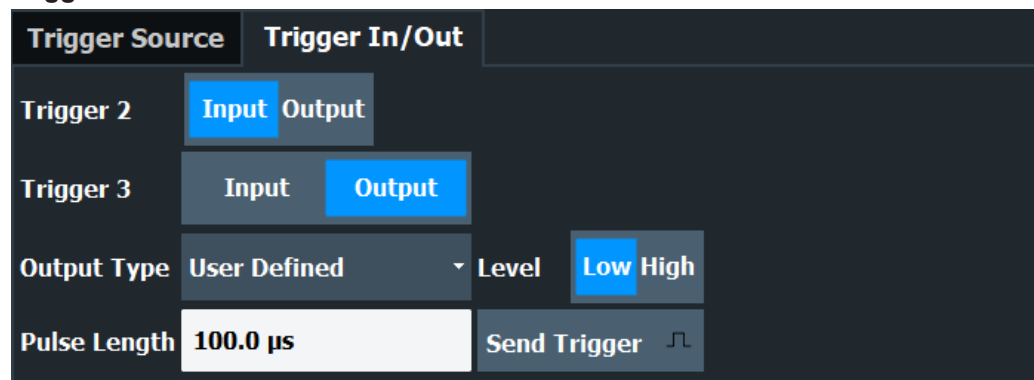 Trigger Source Trigger In/Out
Trigger 2 Input Output
Trigger 3 Input Output
Output Type User Defined Level Low High
Pulse Length 100.0 µs Send Trigger